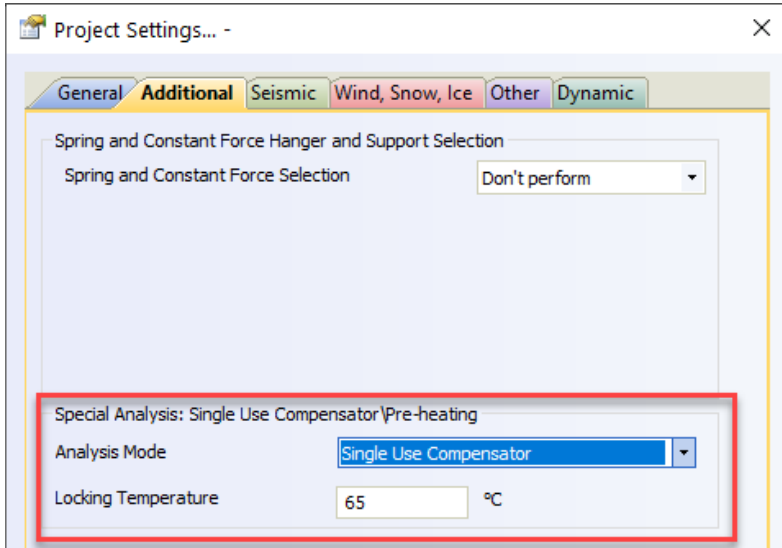 Project Settings... -
General Additional Seismic Wind, Snow, Ice Other Dynamic
Spring and Constant Force Hanger and Support Selection
Spring and Constant Force Selection Don't perform
Special Analysis: Single Use Compensator\Pre-heating
Analysis Mode Single Use Compensator
Locking Temperature 65 ºC